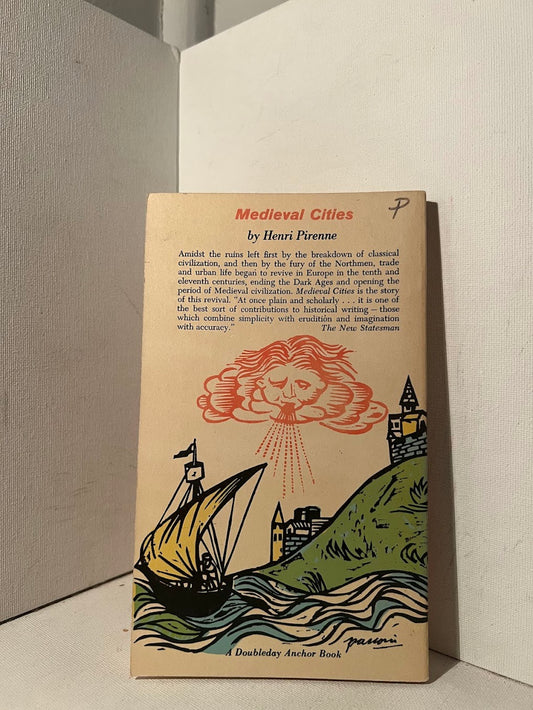 Medieval Cities
P
by Henri Pirenne
Amidst the ruins left first by the breakdown of classical
civilization, and then by the fury of the Northmen, trade
and urban life began to revive in Europe in the tenth and
eleventh centuries, ending the Dark Ages and opening the
period of Medieval civilization. Medieval Cities is the story
of this revival. "At once plain and scholarly . . . it is one of
the best sort of contributions to historical writing — those
which combine simplicity with erudition and imagination
with accuracy." The New Statesman
A Doubleday Anchor Book